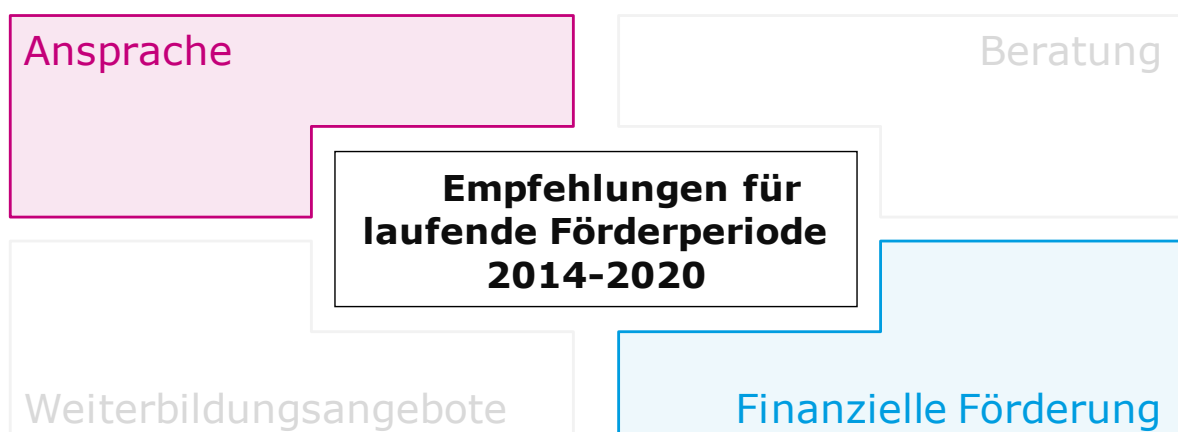 Ansprache
Beratung
Empfehlungen für
laufende Förderperiode
2014-2020
Weiterbildungsangebote
Finanzielle Förderung